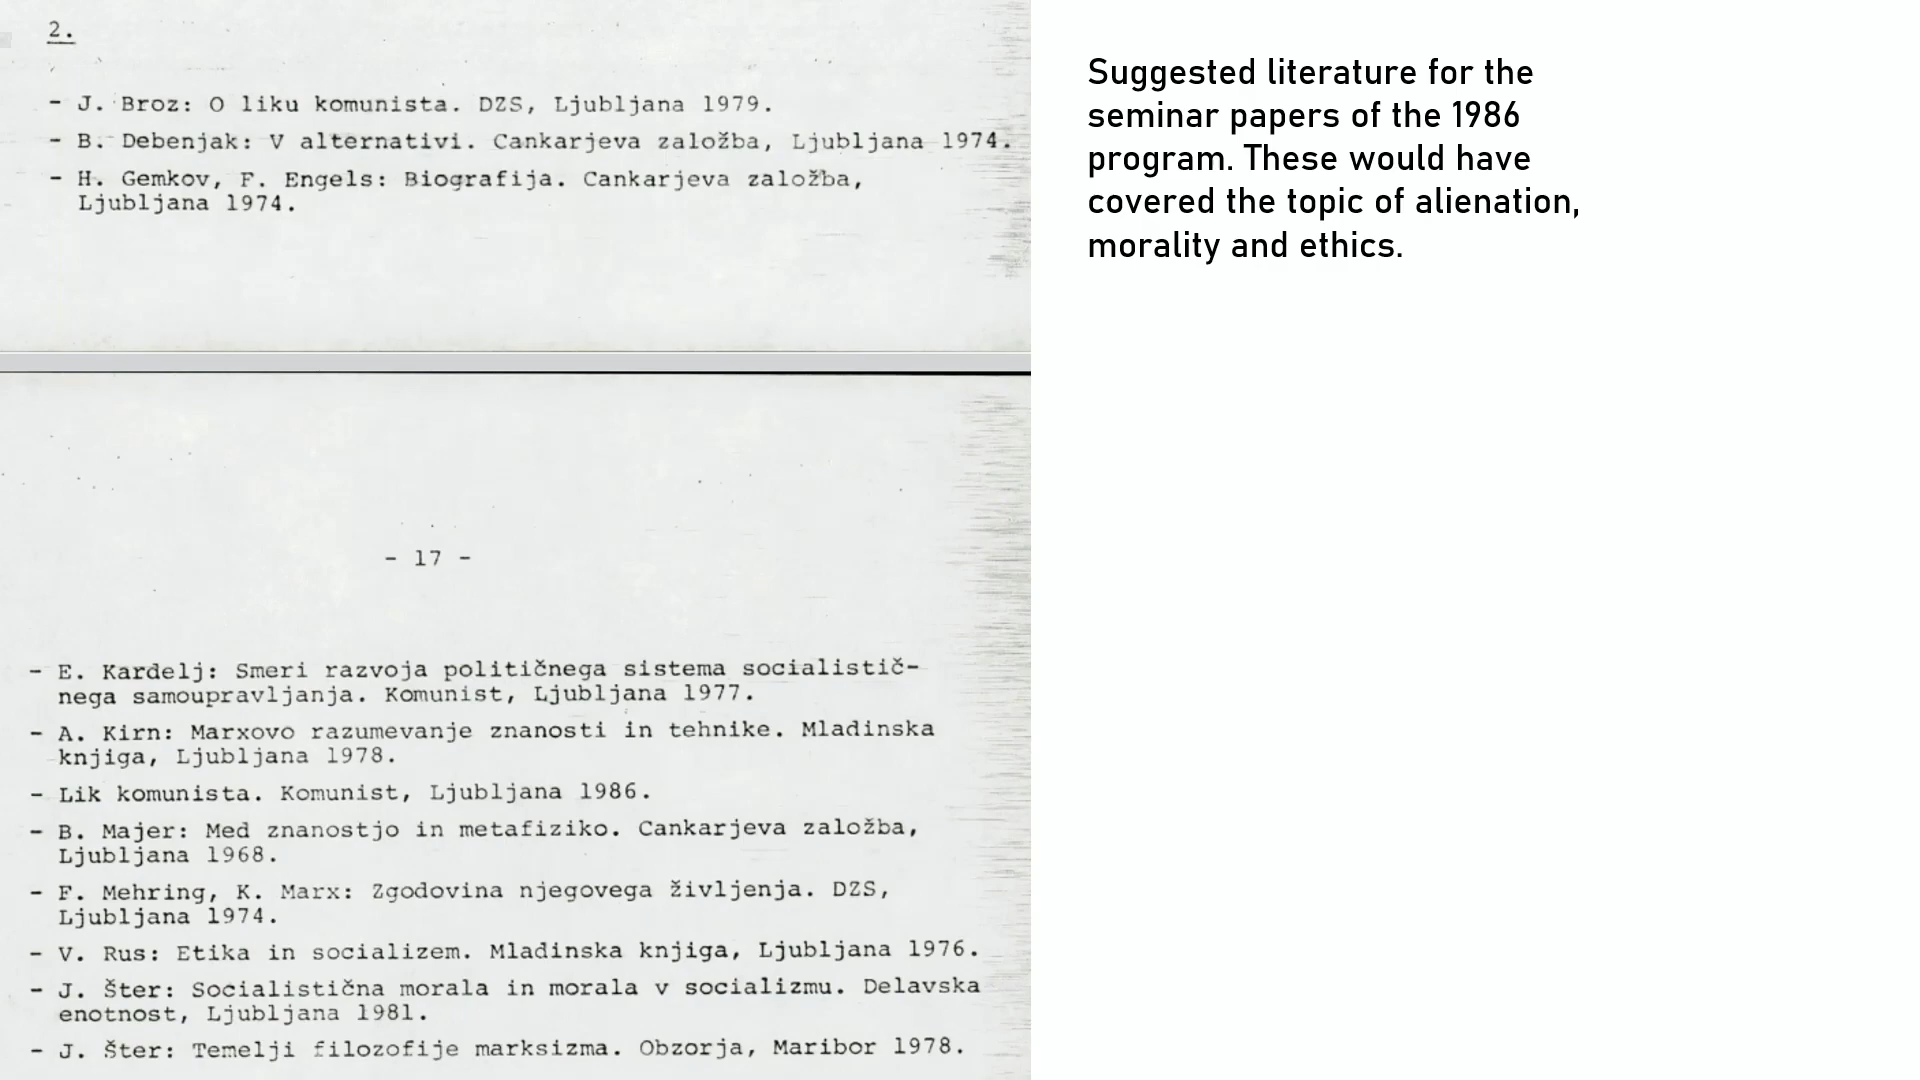 2.
- J. Broz: O liku komunista. DZS, Ljubljana 1979.
- B. Debenjak: V alternativi. Cankarjeva založba, Ljubljana 1974.
- H. Gemkov, F. Engels: Biografija. Cankarjeva založba,
Ljubljana 1974.
- 17 -
- E. Kardelj: Smeri razvoja političnega sistema socialistič-
nega samoupravljanja. Komunist, Ljubljana 1977.
- A. Kirn: Marxovo razumevanje znanosti in tehnike. Mladinska
knjiga, Ljubljana 1978.
- Lik komunista. Komunist, Ljubljana 1986.
- B. Majer: Med znanostjo in metafiziko. Cankarjeva založba,
Ljubljana 1968.
- F. Mehring, K. Marx: Zgodovina njegovega življenja. DZS,
Ljubljana 1974.
- V. Rus: Etika in socializem. Mladinska knjiga, Ljubljana 1976.
- J. Šter: Socialistična morala in morala v socializmu. Delavska
enotnost, Ljubljana 1981.
- J. Šter: Temelji filozofije marksizma. Obzorja, Maribor 1978.
Suggested literature for the
seminar papers of the 1986
program. These would have
covered the topic of alienation,
morality and ethics.